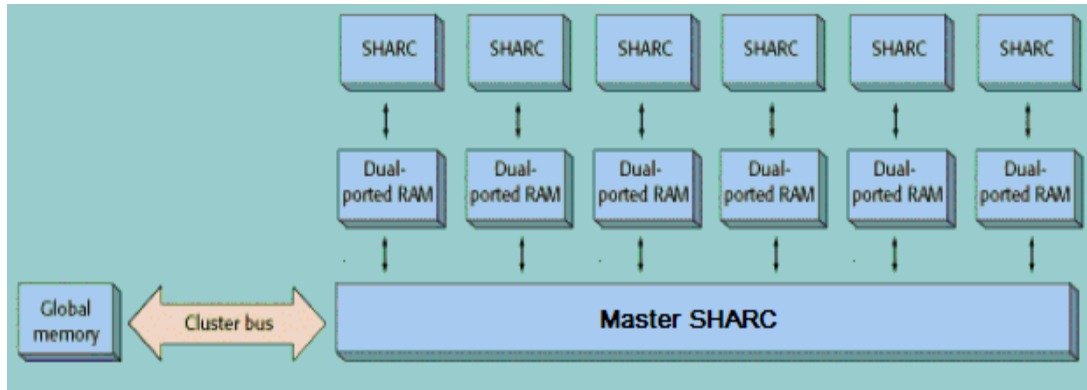 SHARC SHARC SHARC SHARC SHARC SHARC
Dual-
ported RAM
Dual-
ported RAM
Dual-
ported RAM
Dual-
ported RAM
Dual-
ported RAM
Dual-
ported RAM
Global
memory
Cluster bus
Master SHARC